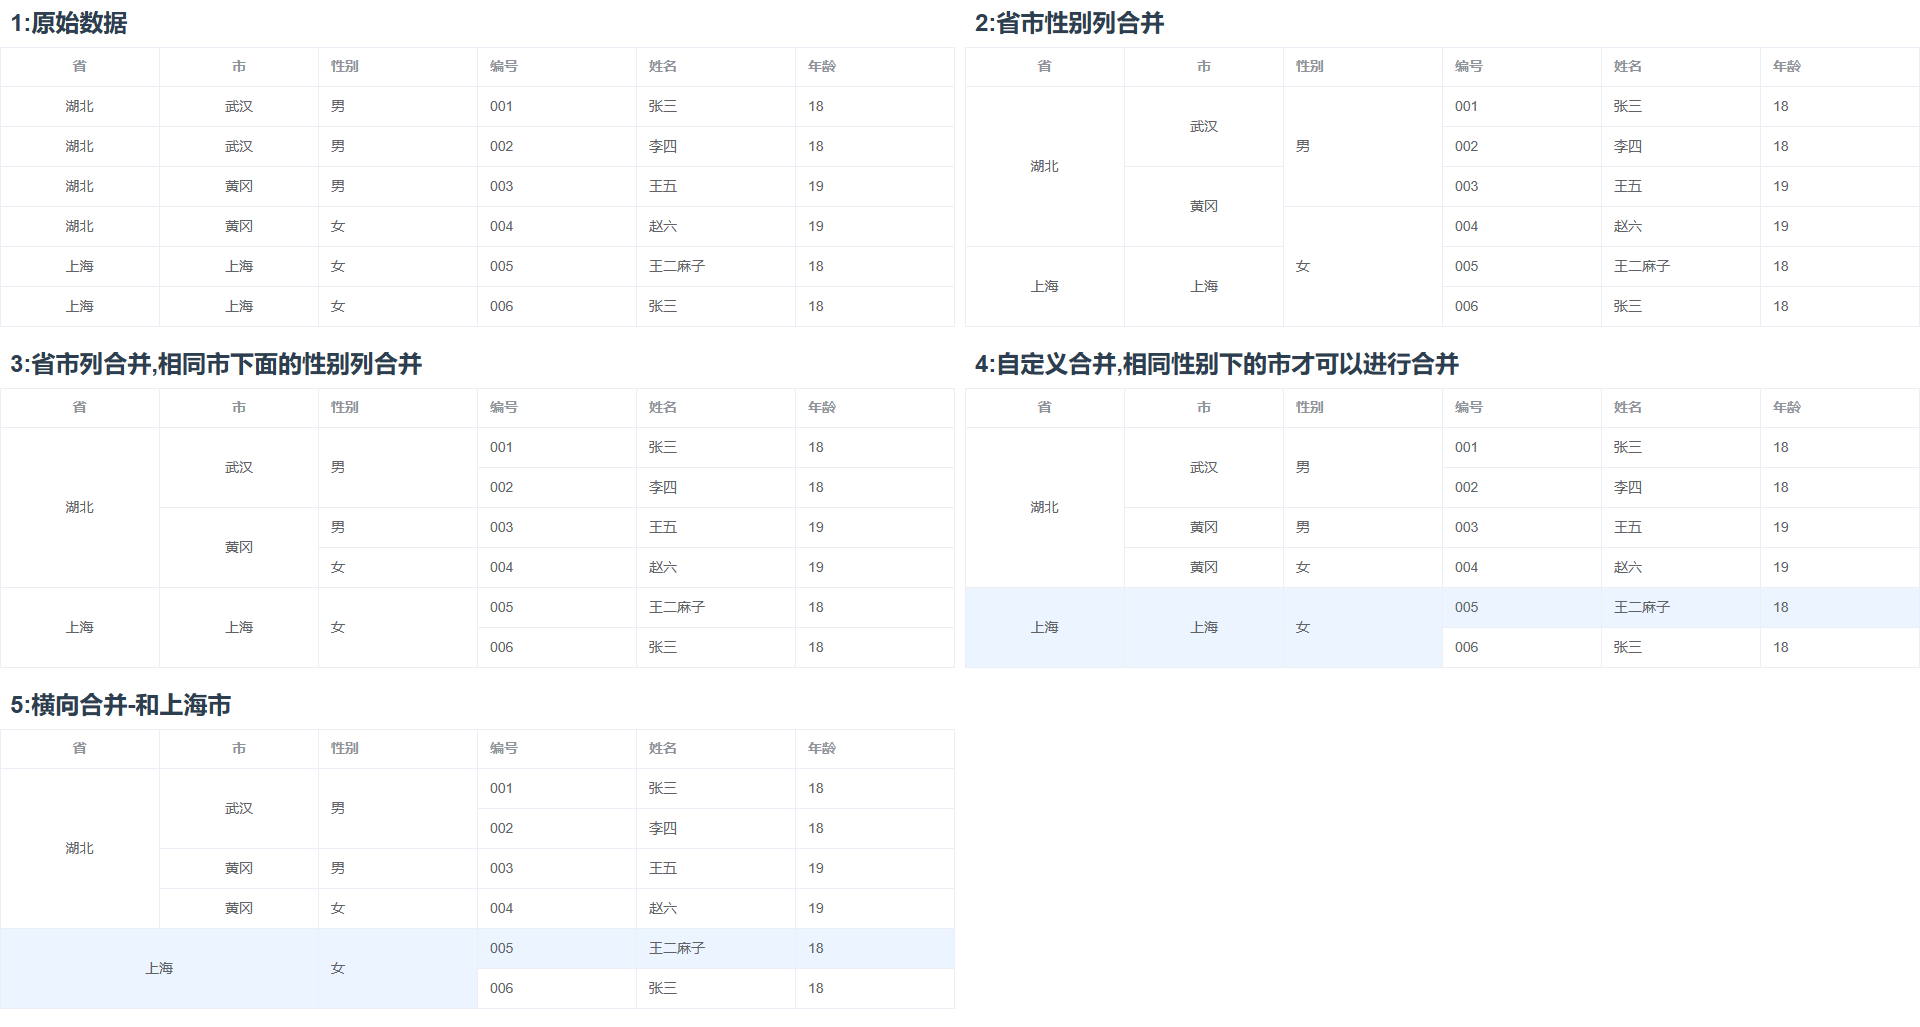 1:原始数据
省 市 性别 编号 姓名 年龄
湖北 武汉 男 001 张三 18
湖北 武汉 男 002 李四 18
湖北 黄冈 男 003 王五 19
湖北 黄冈 女 004 赵六 19
上海 上海 女 005 王二麻子 18
上海 上海 女 006 张三 18
2:省市性别列合并
省 市 性别 编号 姓名 年龄
湖北 武汉 男 001 张三 18
002 李四 18
黄冈 003 王五 19
女 004 赵六 19
上海 上海 005 王二麻子 18
006 张三 18
3:省市列合并,相同市下面的性别列合并
省 市 性别 编号 姓名 年龄
湖北 武汉 男 001 张三 18
002 李四 18
黄冈 男 003 王五 19
女 004 赵六 19
上海 上海 女 005 王二麻子 18
006 张三 18
4:自定义合并,相同性别下的市才可以进行合并
省 市 性别 编号 姓名 年龄
湖北 武汉 男 001 张三 18
002 李四 18
黄冈 男 003 王五 19
黄冈 女 004 赵六 19
上海 上海 女 005 王二麻子 18
006 张三 18
5:横向合并-和上海市
省 市 性别 编号 姓名 年龄
湖北 武汉 男 001 张三 18
002 李四 18
黄冈 男 003 王五 19
黄冈 女 004 赵六 19
上海 女 005 王二麻子 18
006 张三 18